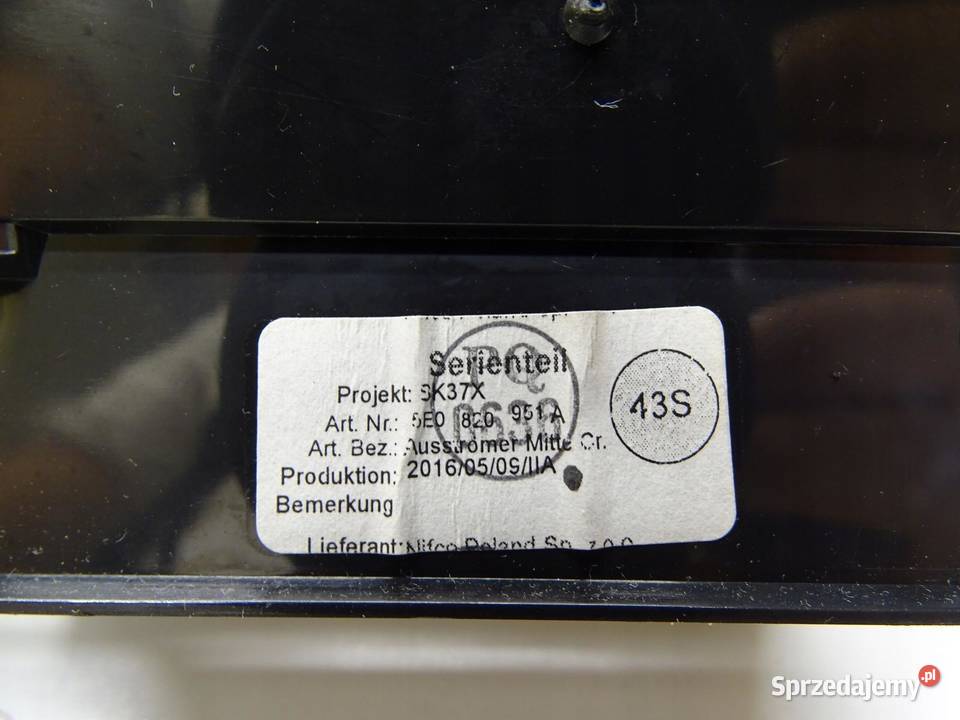 Serienteil
Projekt: SK37X
Art. Nr.: 5E0 820 951 A
Art. Bez.: Ausströmer Mitte Cr.
Produktion: 2016/05/09/IIA
Bemerkung
Lieferant: Nifco Poland Sp. z.o.o
PQ
43S
Sprzedajemy.pl